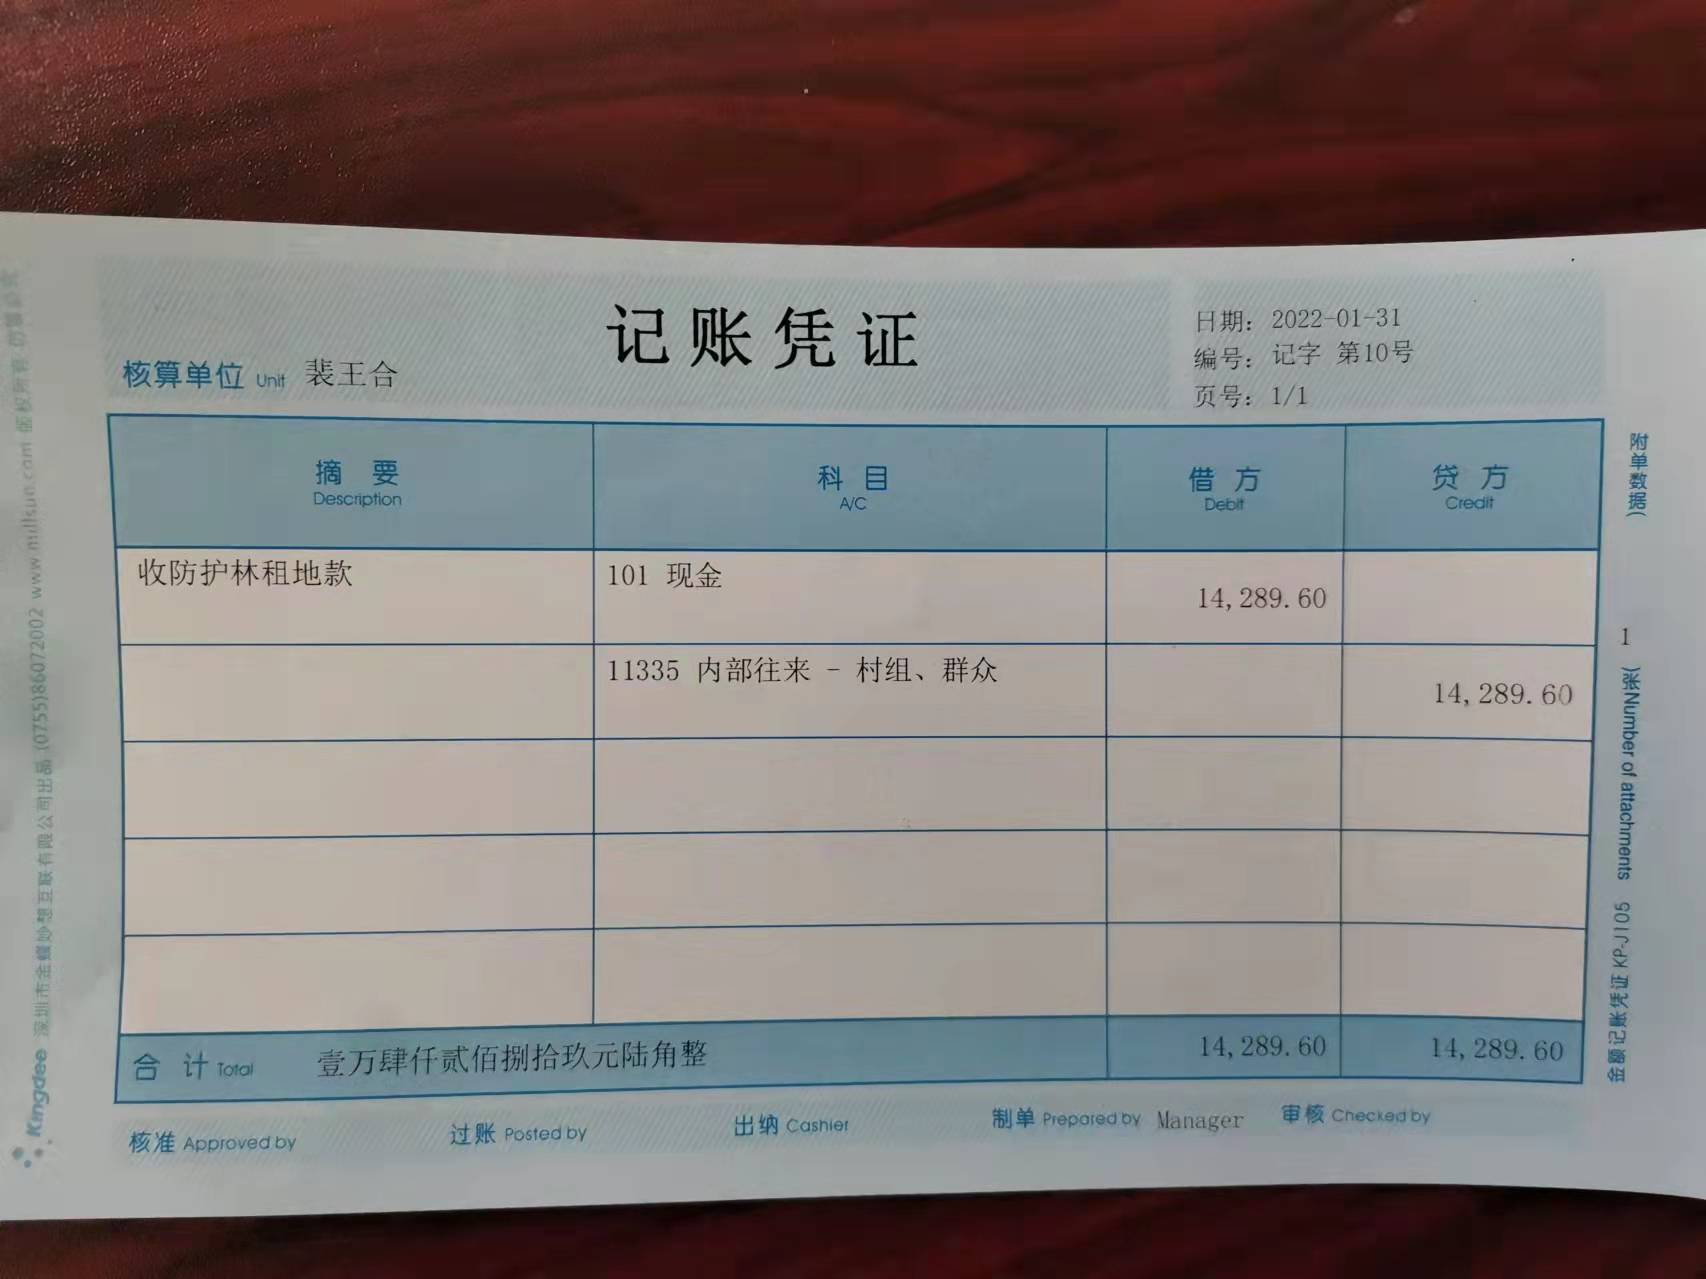 记账凭证
日期： 2022-01-31
编号： 记字 第10号
页号： 1/1
核算单位 Unit 裴王合
摘 要 科 目 借 方 贷 方
Description A/C Debit Credit
收防护林租地款 101 现金 14,289.60
11335 内部往来 - 村组、群众 14,289.60
合 计 Total 壹万肆仟贰佰捌拾玖元陆角整 14,289.60 14,289.60
核准 Approved by 过账 Posted by 出纳 Cashier 制单 Prepared by Manager 审核 Checked by
附单数据( 1 张)Number of attachments 金额记账凭证 KP-J105
Kingdee 深圳市金蝶妙想互联有限公司出品 (0755)86072002 www.millsun.com 版权所有